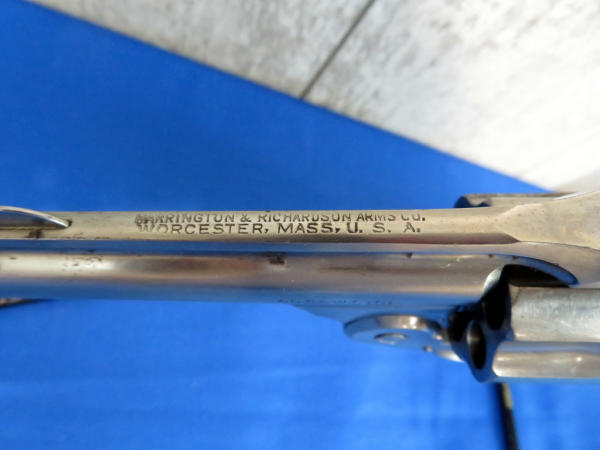 HARRINGTON & RICHARDSON ARMS CO.
WORCESTER, MASS, U. S. A.